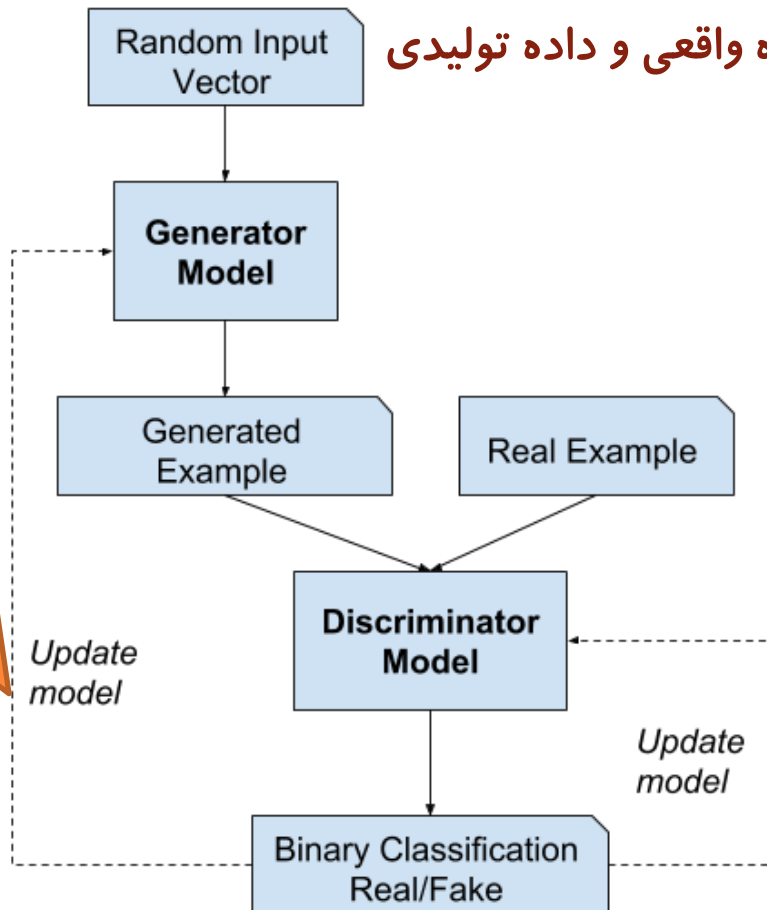 Random Input
Vector
واقعی و داده تولیدی
Generator
Model
Generated
Example
Real Example
Discriminator
Model
Update
model
Update
model
Binary Classification
Real/Fake